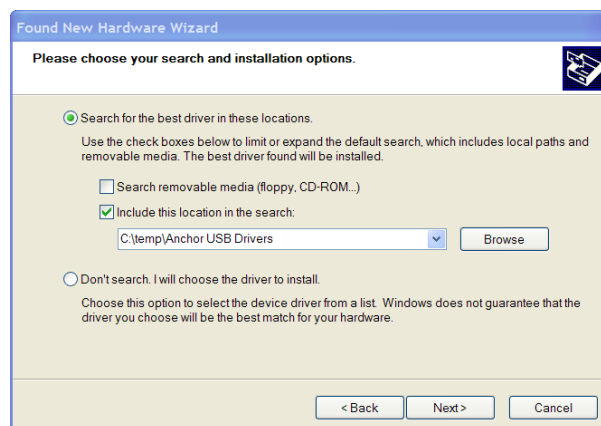 Found New Hardware Wizard
Please choose your search and installation options.
Search for the best driver in these locations.
Use the check boxes below to limit or expand the default search, which includes local paths and
removable media. The best driver found will be installed.
Search removable media (floppy, CD-ROM...)
Include this location in the search:
C:\temp\Anchor USB Drivers
Browse
Don't search. I will choose the driver to install.
Choose this option to select the device driver from a list. Windows does not guarantee that the
driver you choose will be the best match for your hardware.
< Back Next > Cancel